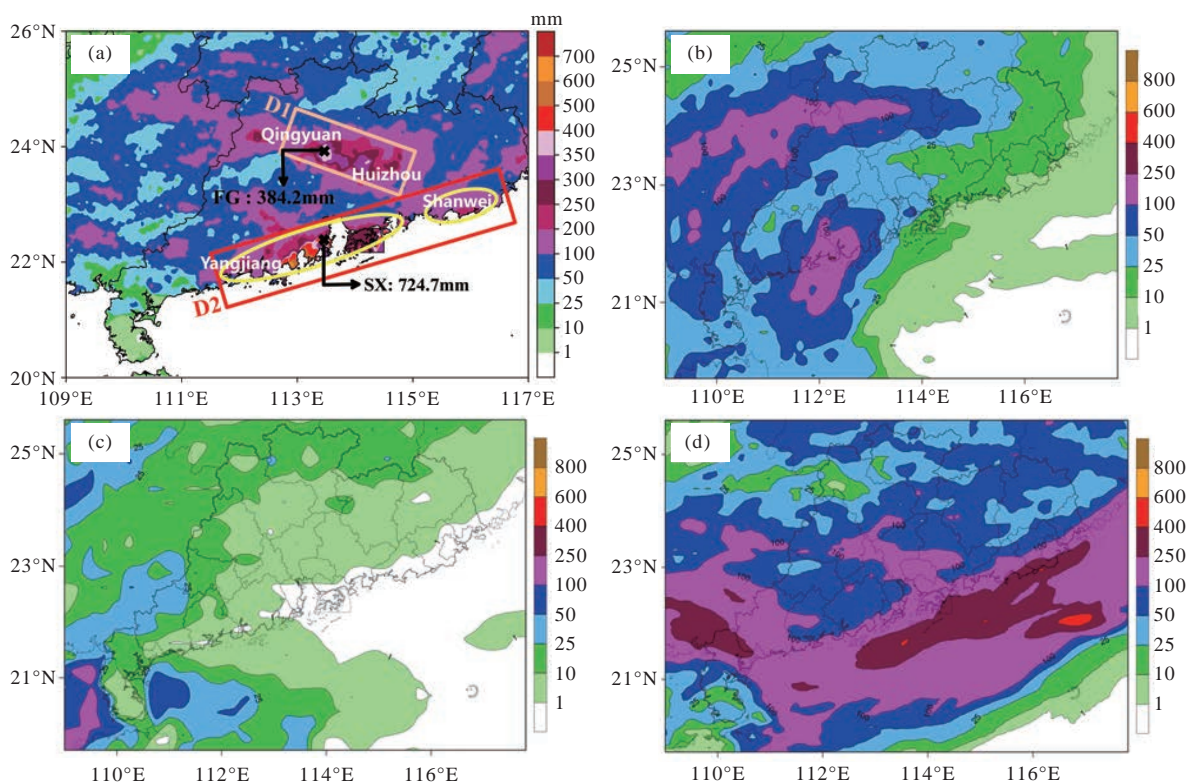 mm
26°N
(a)
700
600
500
400
350
300
250
200
100
50
25
10
1
24°N
22°N
20°N
109°E
111°E
113°E
115°E
117°E
D1
Qingyuan
Huizhou
FG : 384.2mm
Shanwei
Yangjiang
SX: 724.7mm
D2
(b)
25°N
23°N
21°N
110°E
112°E
114°E
116°E
800
600
400
250
100
50
25
10
1
(c)
25°N
23°N
21°N
110°E
112°E
114°E
116°E
800
600
400
250
100
50
25
10
1
(d)
25°N
23°N
21°N
110°E
112°E
114°E
116°E
800
600
400
250
100
50
25
10
1